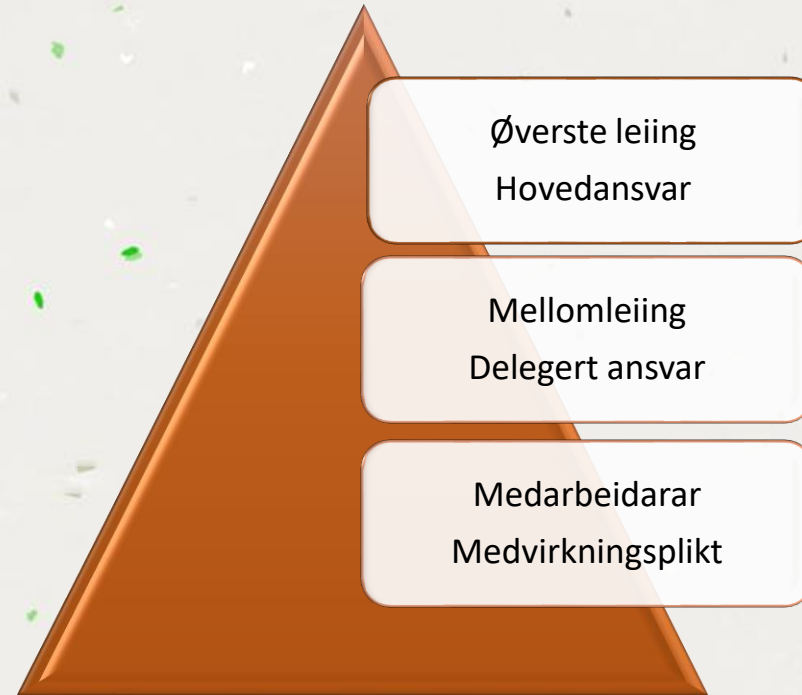 Øverste leiing
Hovedansvar
Mellomleiing
Delegert ansvar
Medarbeidarar
Medvirkningsplikt